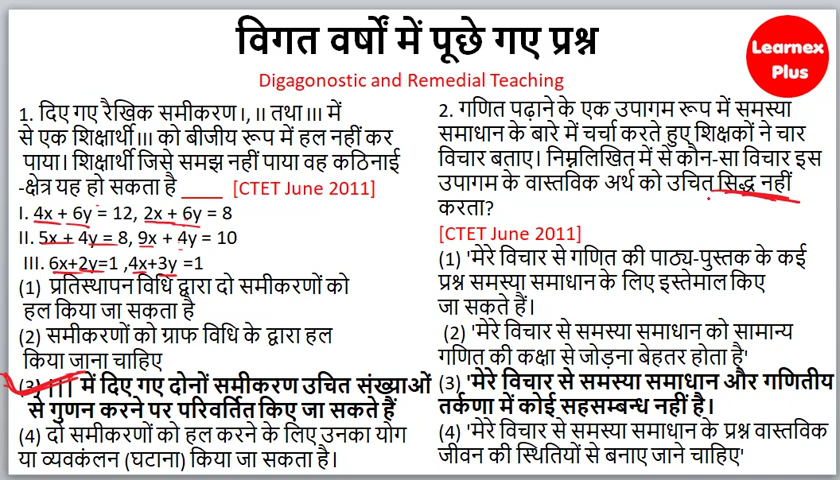 विगत वर्षों में पूछे गए प्रश्न
Learnex
Plus
Digagonostic and Remedial Teaching
1. दिए गए रैखिक समीकरण I, II तथा III में
से एक शिक्षार्थी III को बीजीय रूप में हल नहीं कर
पाया। शिक्षार्थी जिसे समझ नहीं पाया वह कठिनाई
-क्षेत्र यह हो सकता है ____ [CTET June 2011]
I. 4x + 6y = 12, 2x + 6y = 8
II. 5x + 4y = 8, 9x + 4y = 10
III. 6x+2y=1 ,4x+3y =1
(1) प्रतिस्थापन विधि द्वारा दो समीकरणों को
हल किया जा सकता है
(2) समीकरणों को ग्राफ विधि के द्वारा हल
किया जाना चाहिए
(3) III में दिए गए दोनों समीकरण उचित संख्याओं
से गुणन करने पर परिवर्तित किए जा सकते हैं
(4) दो समीकरणों को हल करने के लिए उनका योग
या व्यवकंलन (घटाना) किया जा सकता है।
2. गणित पढ़ाने के एक उपागम रूप में समस्या
समाधान के बारे में चर्चा करते हुए शिक्षकों ने चार
विचार बताए। निम्नलिखित में से कौन-सा विचार इस
उपागम के वास्तविक अर्थ को उचित सिद्ध नहीं
करता?
[CTET June 2011]
(1) 'मेरे विचार से गणित की पाठ्य-पुस्तक के कई
प्रश्न समस्या समाधान के लिए इस्तेमाल किए
जा सकते हैं।
(2) 'मेरे विचार से समस्या समाधान को सामान्य
गणित की कक्षा से जोड़ना बेहतर होता है'
(3) 'मेरे विचार से समस्या समाधान और गणितीय
तर्कणा में कोई सहसम्बन्ध नहीं है।
(4) 'मेरे विचार से समस्या समाधान के प्रश्न वास्तविक
जीवन की स्थितियों से बनाए जाने चाहिए'